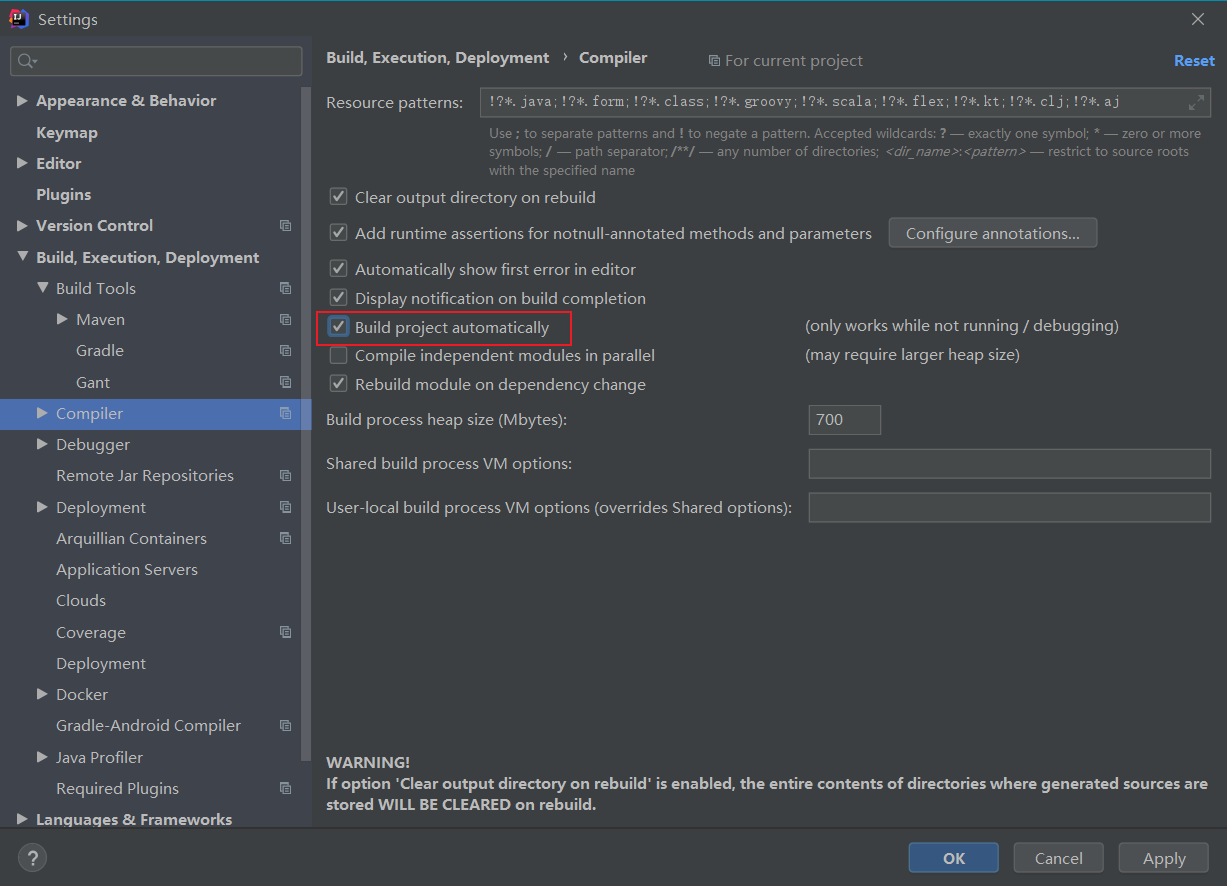 Settings
Appearance & Behavior
Keymap
Editor
Plugins
Version Control
Build, Execution, Deployment
Build Tools
Maven
Gradle
Gant
Compiler
Debugger
Remote Jar Repositories
Deployment
Arquillian Containers
Application Servers
Clouds
Coverage
Deployment
Docker
Gradle-Android Compiler
Java Profiler
Required Plugins
Languages & Frameworks
Build, Execution, Deployment › Compiler
For current project
Reset
Resource patterns: !?*.java;!?*.form;!?*.class;!?*.groovy;!?*.scala;!?*.flex;!?*.kt;!?*.clj;!?*.aj
Use ; to separate patterns and ! to negate a pattern. Accepted wildcards: ? — exactly one symbol; * — zero or more
symbols; / — path separator; /**/ — any number of directories; <dir_name>:<pattern> — restrict to source roots
with the specified name
Clear output directory on rebuild
Add runtime assertions for notnull-annotated methods and parameters Configure annotations...
Automatically show first error in editor
Display notification on build completion
Build project automatically (only works while not running / debugging)
Compile independent modules in parallel (may require larger heap size)
Rebuild module on dependency change
Build process heap size (Mbytes): 700
Shared build process VM options:
User-local build process VM options (overrides Shared options):
WARNING!
If option 'Clear output directory on rebuild' is enabled, the entire contents of directories where generated sources are
stored WILL BE CLEARED on rebuild.
?
OK Cancel Apply